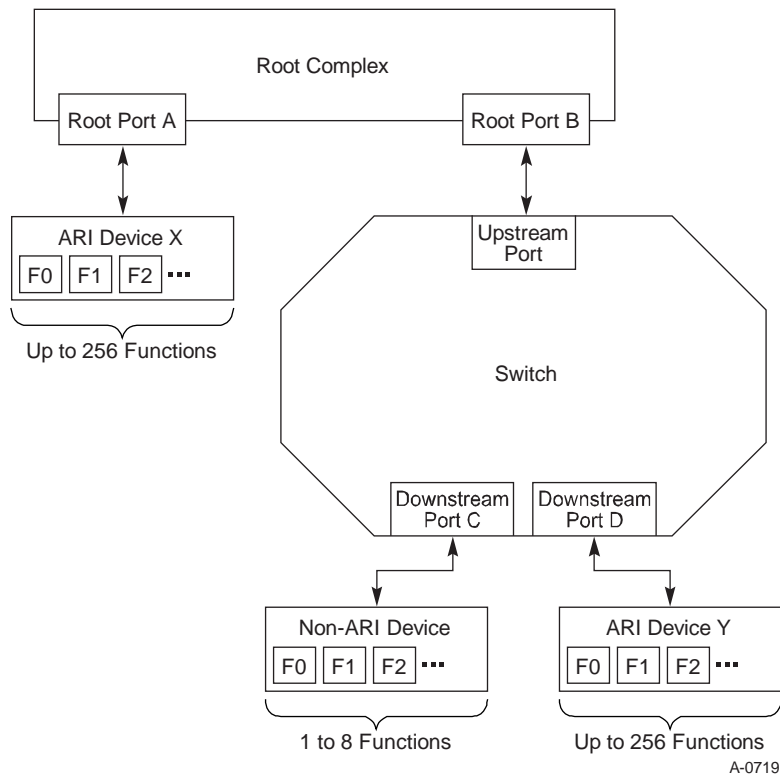 Root Complex
Root Port A
Root Port B
ARI Device X
F0 F1 F2 ...
Up to 256 Functions
Upstream
Port
Switch
Downstream
Port C
Downstream
Port D
Non-ARI Device
F0 F1 F2 ...
1 to 8 Functions
ARI Device Y
F0 F1 F2 ...
Up to 256 Functions
A-0719